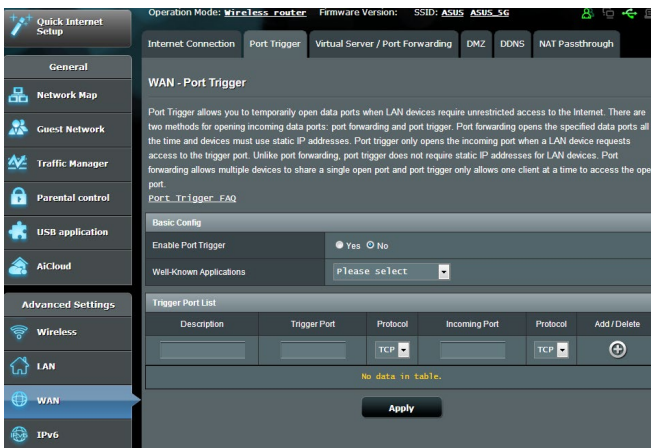 Quick Internet
Setup
Operation Mode: Wireless router Firmware Version: SSID: ASUS ASUS_5G
Internet Connection Port Trigger Virtual Server / Port Forwarding DMZ DDNS NAT Passthrough
General
Network Map
Guest Network
Traffic Manager
Parental control
USB application
AiCloud
Advanced Settings
Wireless
LAN
WAN
IPv6
WAN - Port Trigger
Port Trigger allows you to temporarily open data ports when LAN devices require unrestricted access to the Internet. There are
two methods for opening incoming data ports: port forwarding and port trigger. Port forwarding opens the specified data ports all
the time and devices must use static IP addresses. Port trigger only opens the incoming port when a LAN device requests
access to the trigger port. Unlike port forwarding, port trigger does not require static IP addresses for LAN devices. Port
forwarding allows multiple devices to share a single open port and port trigger only allows one client at a time to access the ope
port.
Port Trigger FAQ
Basic Config
Enable Port Trigger Yes No
Well-Known Applications Please select
Trigger Port List
Description Trigger Port Protocol Incoming Port Protocol Add / Delete
TCP TCP
No data in table.
Apply